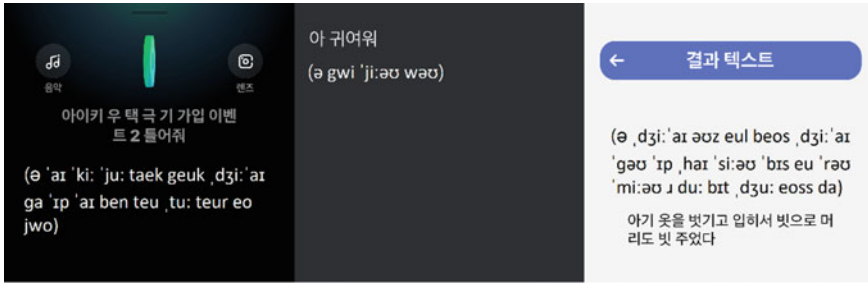 음악
렌즈
아이키 우 택 극 기 가입 이벤
트 2 틀어줘
(ə ˈaɪ ˈkiː ˈjuː taek geuk ˌdʒiːˈaɪ
ga ˈɪp ˈaɪ ben teu ˌtuː teur eo
jwo)
아 귀여워
(ə gwi ˈjiːəʊ wəʊ)
← 결과 텍스트
(ə ˌdʒiːˈaɪ əʊz eul beos ˌdʒiːˈaɪ
ˈgəʊ ˈɪp ˌhaɪ ˈsiːəʊ ˈbɪs eu ˈrəʊ
ˈmiːəʊ ɹ duː bɪt ˌdʒuː eoss da)
아기 옷을 벗기고 입히서 빗으로 머
리도 빗 주었다